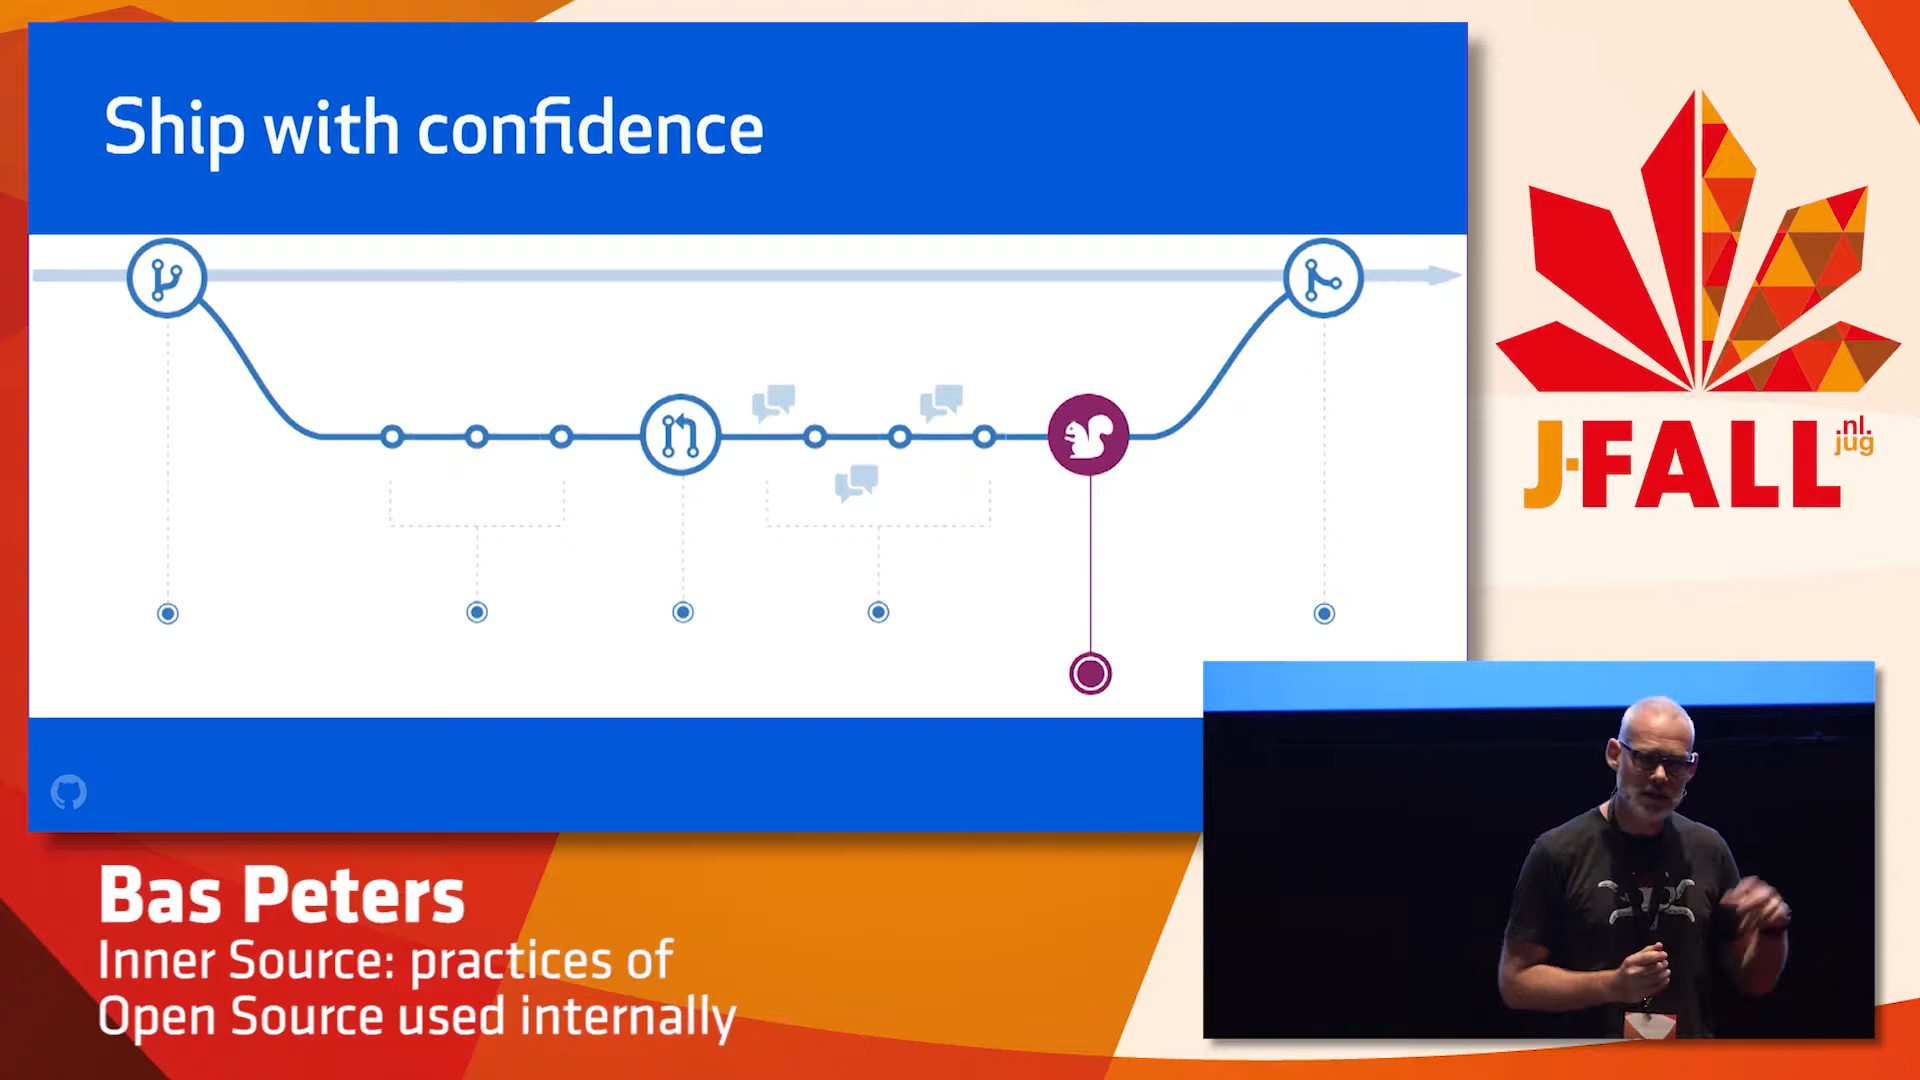 Ship with confidence
J·FALL
.nl.
jug
Bas Peters
Inner Source: practices of
Open Source used internally